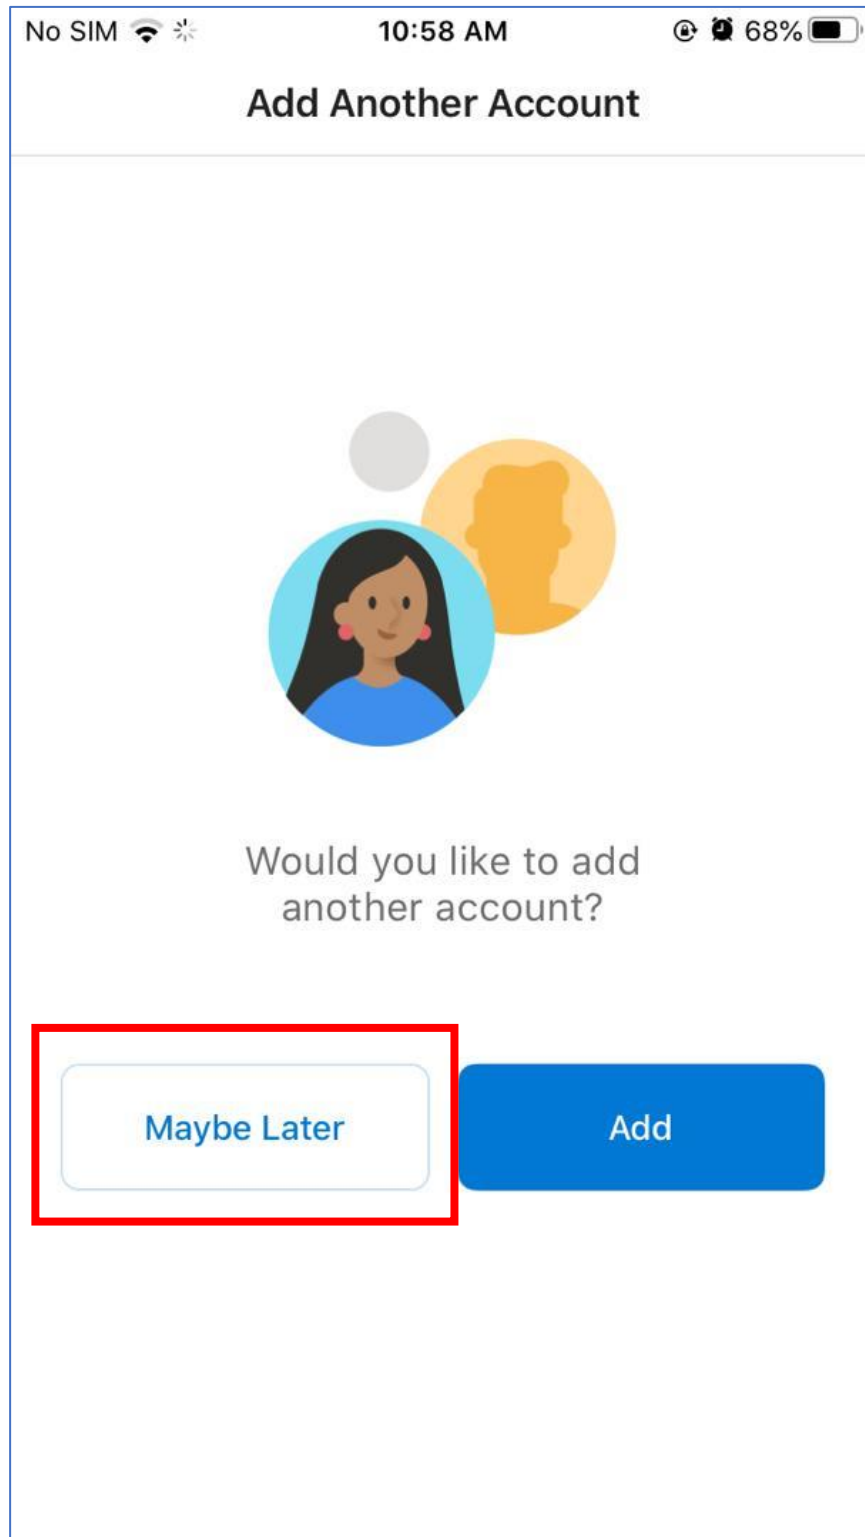 No SIM 10:58 AM 68%
Add Another Account
Would you like to add
another account?
Maybe Later Add